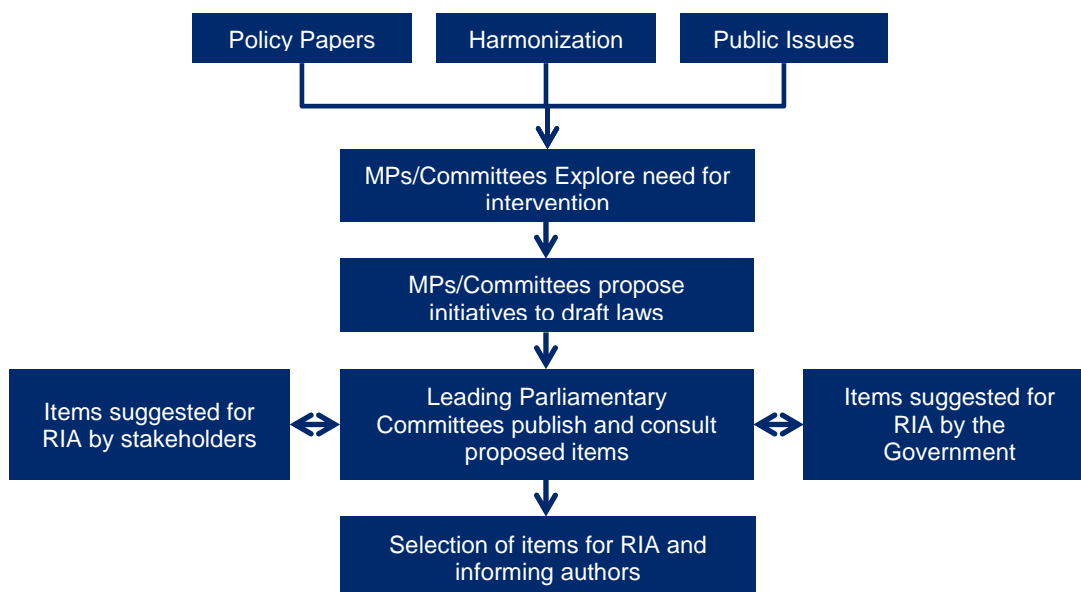 Policy Papers
Harmonization
Public Issues
MPs/Committees Explore need for
intervention
MPs/Committees propose
initiatives to draft laws
Items suggested for
RIA by stakeholders
Leading Parliamentary
Committees publish and consult
proposed items
Items suggested for
RIA by the
Government
Selection of items for RIA and
informing authors